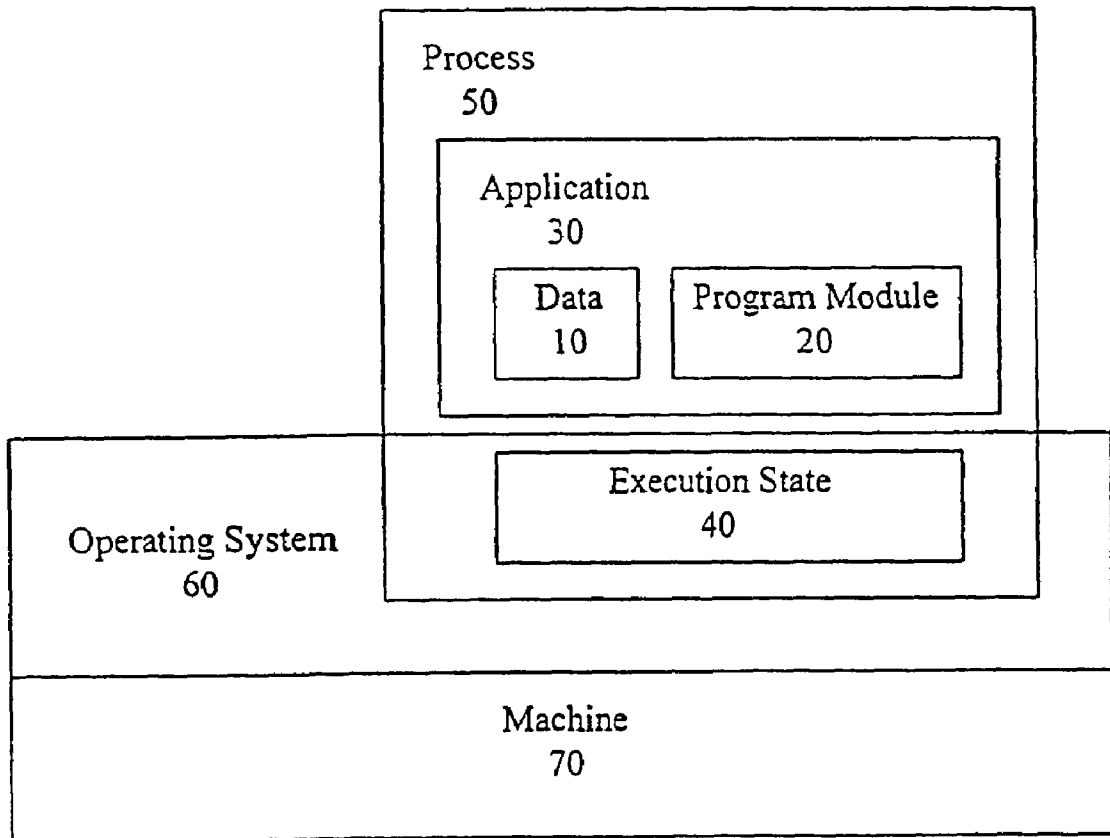 Process
50
Application
30
Data
10
Program Module
20
Execution State
40
Operating System
60
Machine
70